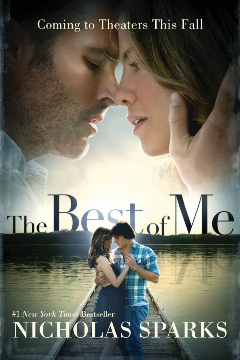 Coming to Theaters This Fall
The Best of Me
#1 New York Times Bestseller
NICHOLAS SPARKS